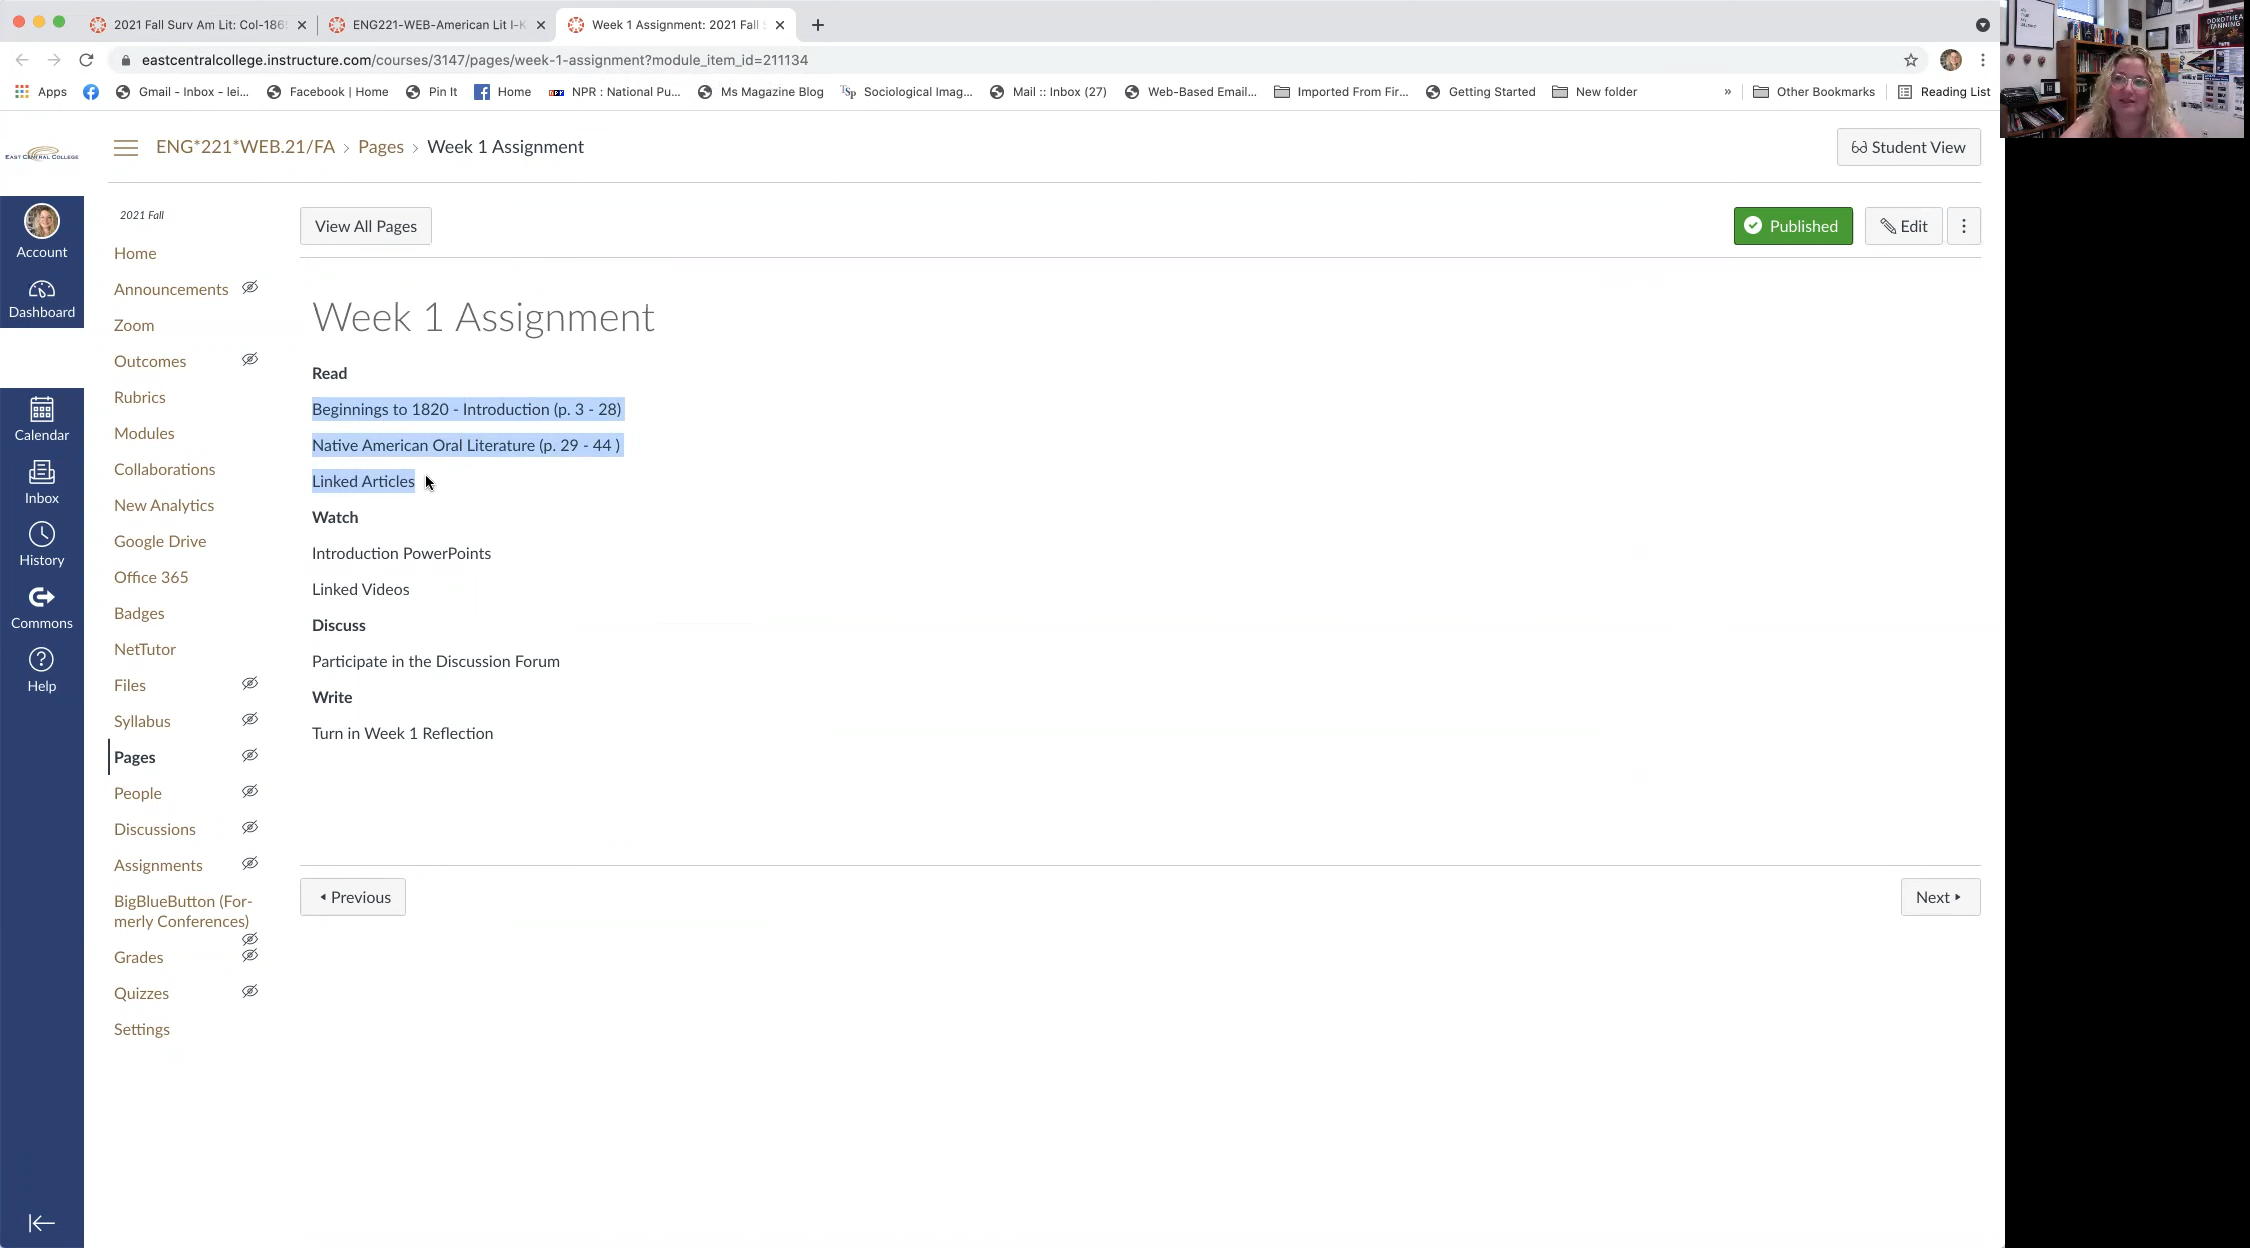 2021 Fall Surv Am Lit: Col-186
ENG221-WEB-American Lit I-K
Week 1 Assignment: 2021 Fall S
eastcentralcollege.instructure.com/courses/3147/pages/week-1-assignment?module_item_id=211134
Apps
Gmail - Inbox - lei...
Facebook | Home
Pin It
Home
NPR : National Pu...
Ms Magazine Blog
TSP
Sociological Imag...
Mail :: Inbox (27)
Web-Based Email...
Imported From Fir...
Getting Started
New folder
»
Other Bookmarks
Reading List
DOROTHEA
TANNING
EAST CENTRAL COLLEGE
ENG*221*WEB.21/FA › Pages › Week 1 Assignment
Student View
Account
Dashboard
Calendar
Inbox
History
Commons
Help
2021 Fall
Home
Announcements
Zoom
Outcomes
Rubrics
Modules
Collaborations
New Analytics
Google Drive
Office 365
Badges
NetTutor
Files
Syllabus
Pages
People
Discussions
Assignments
BigBlueButton (For-
merly Conferences)
Grades
Quizzes
Settings
View All Pages
Published
Edit
Week 1 Assignment
Read
Beginnings to 1820 - Introduction (p. 3 - 28)
Native American Oral Literature (p. 29 - 44 )
Linked Articles
Watch
Introduction PowerPoints
Linked Videos
Discuss
Participate in the Discussion Forum
Write
Turn in Week 1 Reflection
Previous
Next